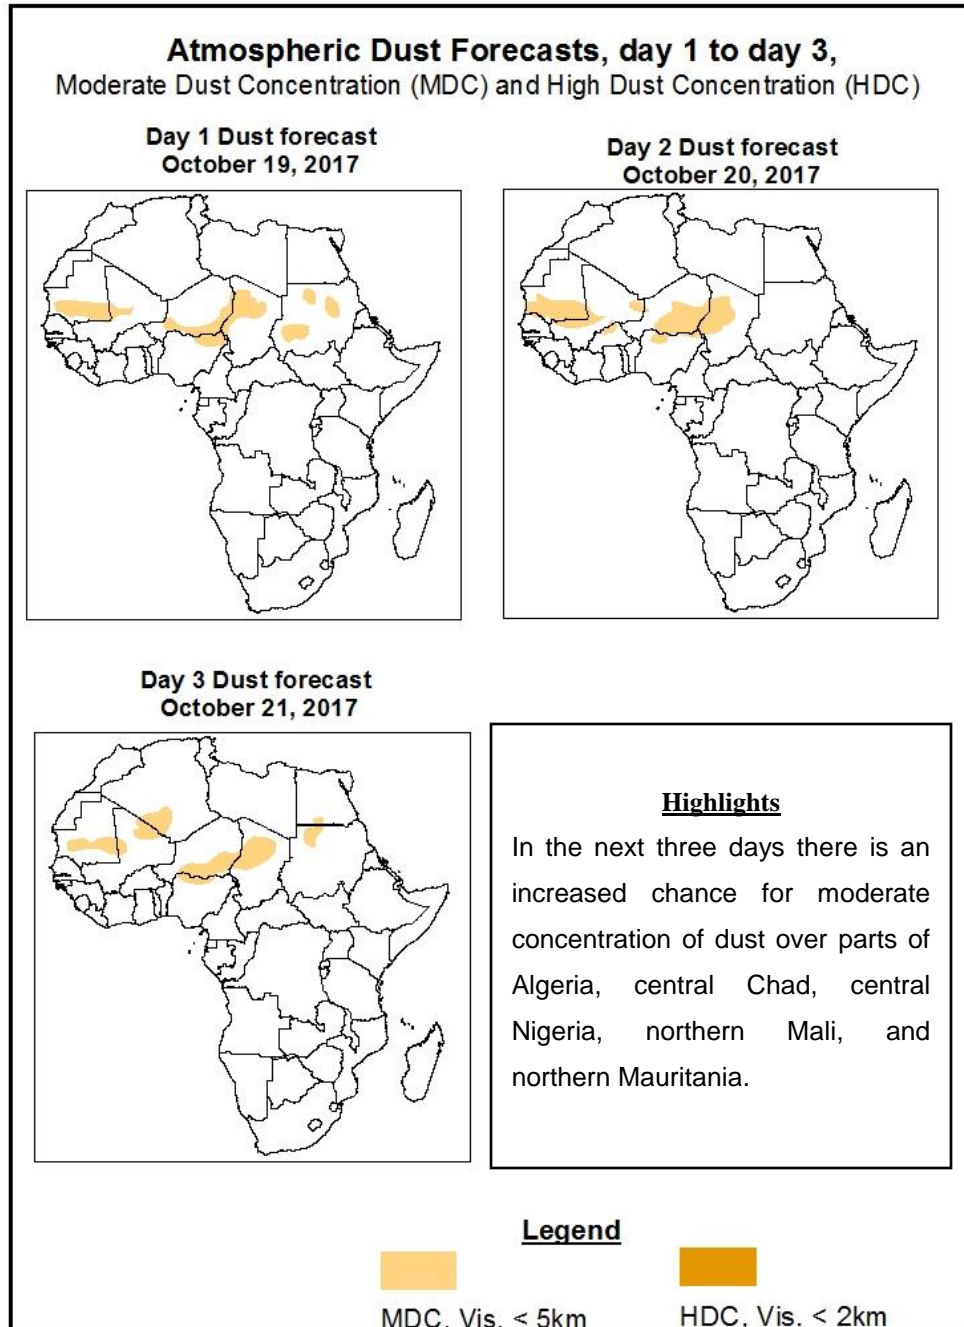 Atmospheric Dust Forecasts, day 1 to day 3,
Moderate Dust Concentration (MDC) and High Dust Concentration (HDC)
Day 1 Dust forecast
October 19, 2017
Day 2 Dust forecast
October 20, 2017
Day 3 Dust forecast
October 21, 2017
Highlights
In the next three days there is an
increased chance for moderate
concentration of dust over parts of
Algeria, central Chad, central
Nigeria, northern Mali, and
northern Mauritania.
Legend
MDC, Vis. < 5km
HDC, Vis. < 2km